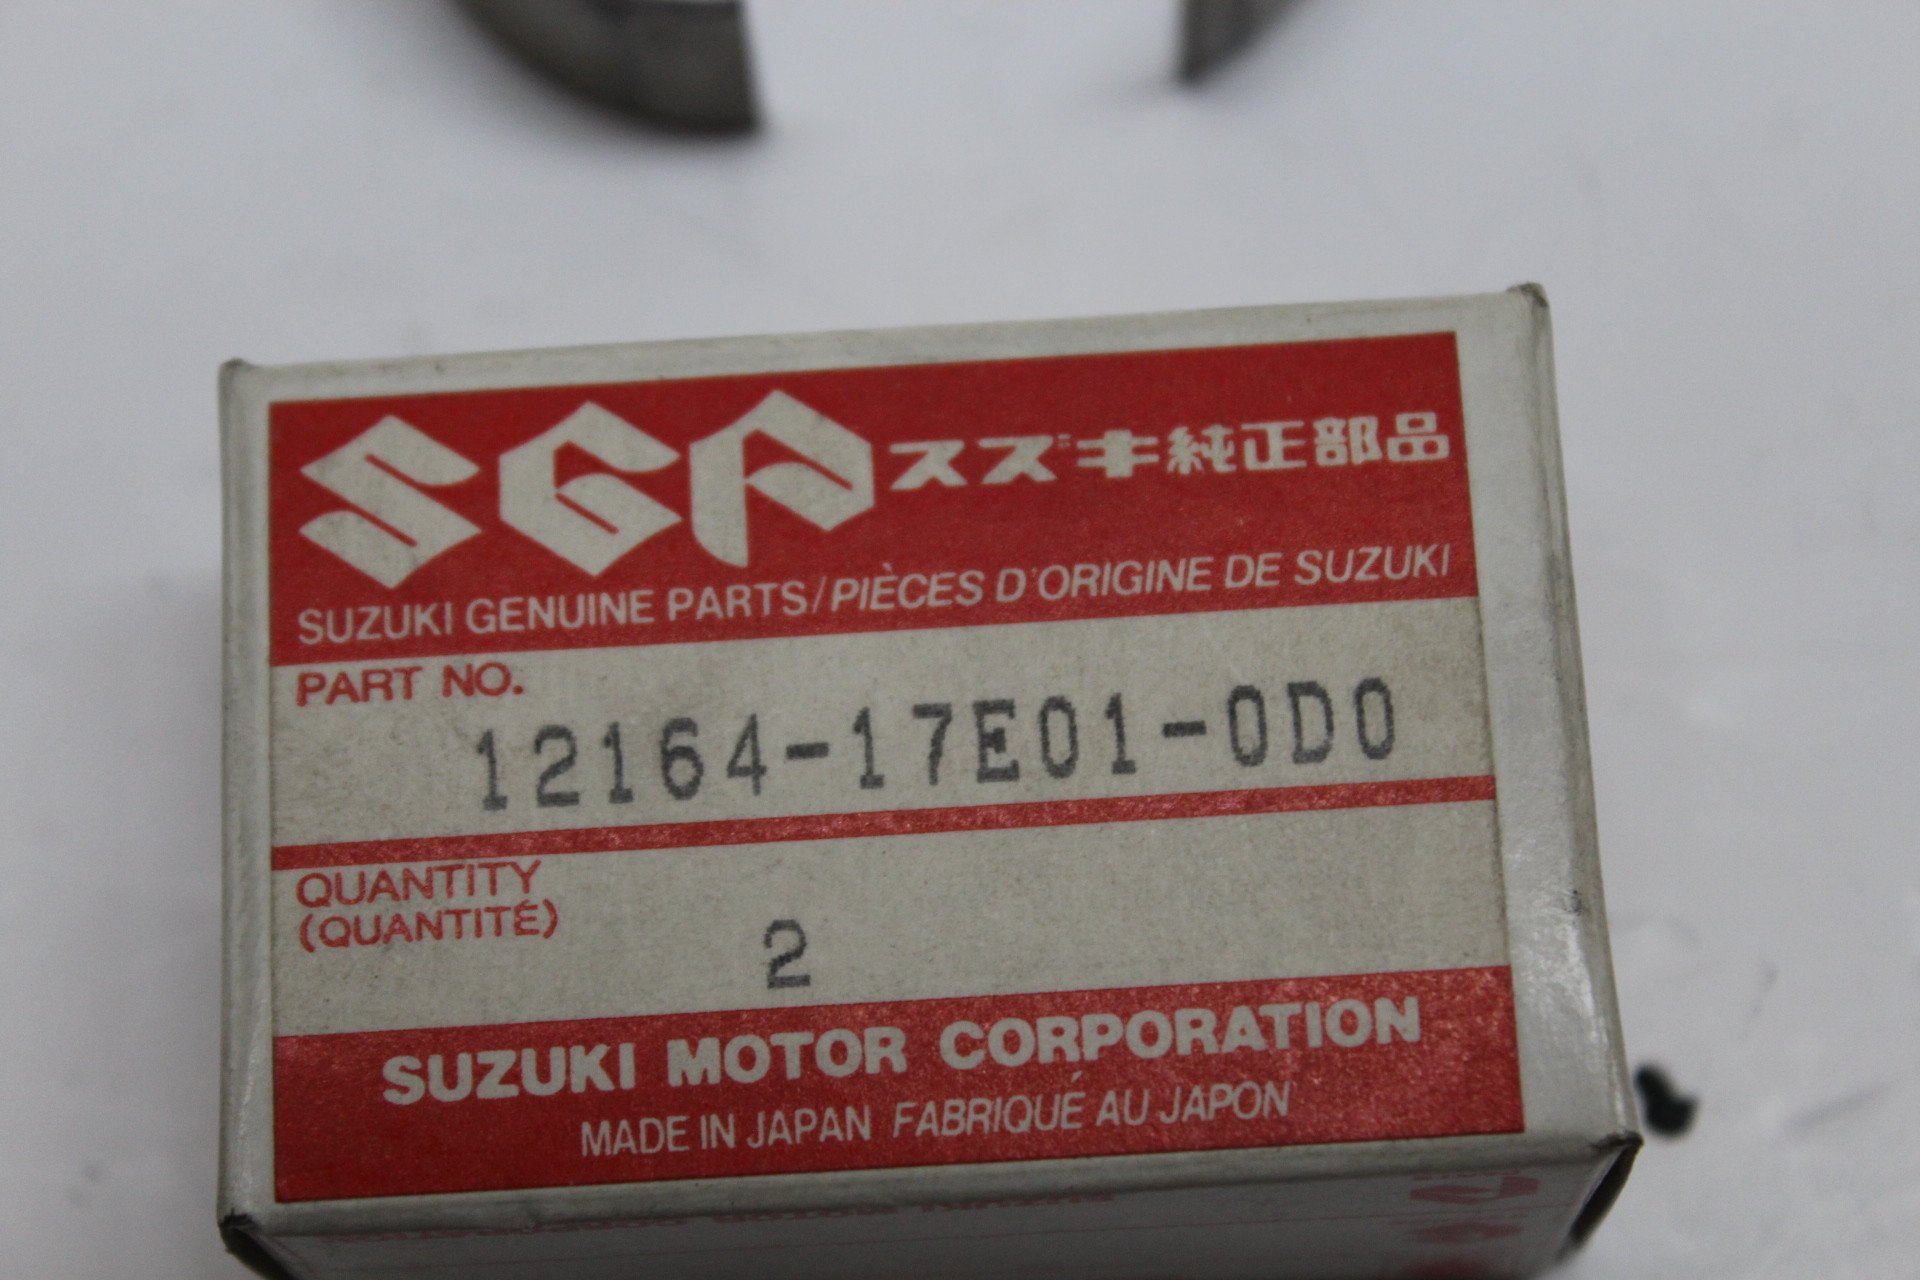 SGP スズキ純正部品
SUZUKI GENUINE PARTS/PIÈCES D'ORIGINE DE SUZUKI
PART NO.
12164-17E01-0D0
QUANTITY
(QUANTITÉ)
2
SUZUKI MOTOR CORPORATION
MADE IN JAPAN FABRIQUÉ AU JAPON